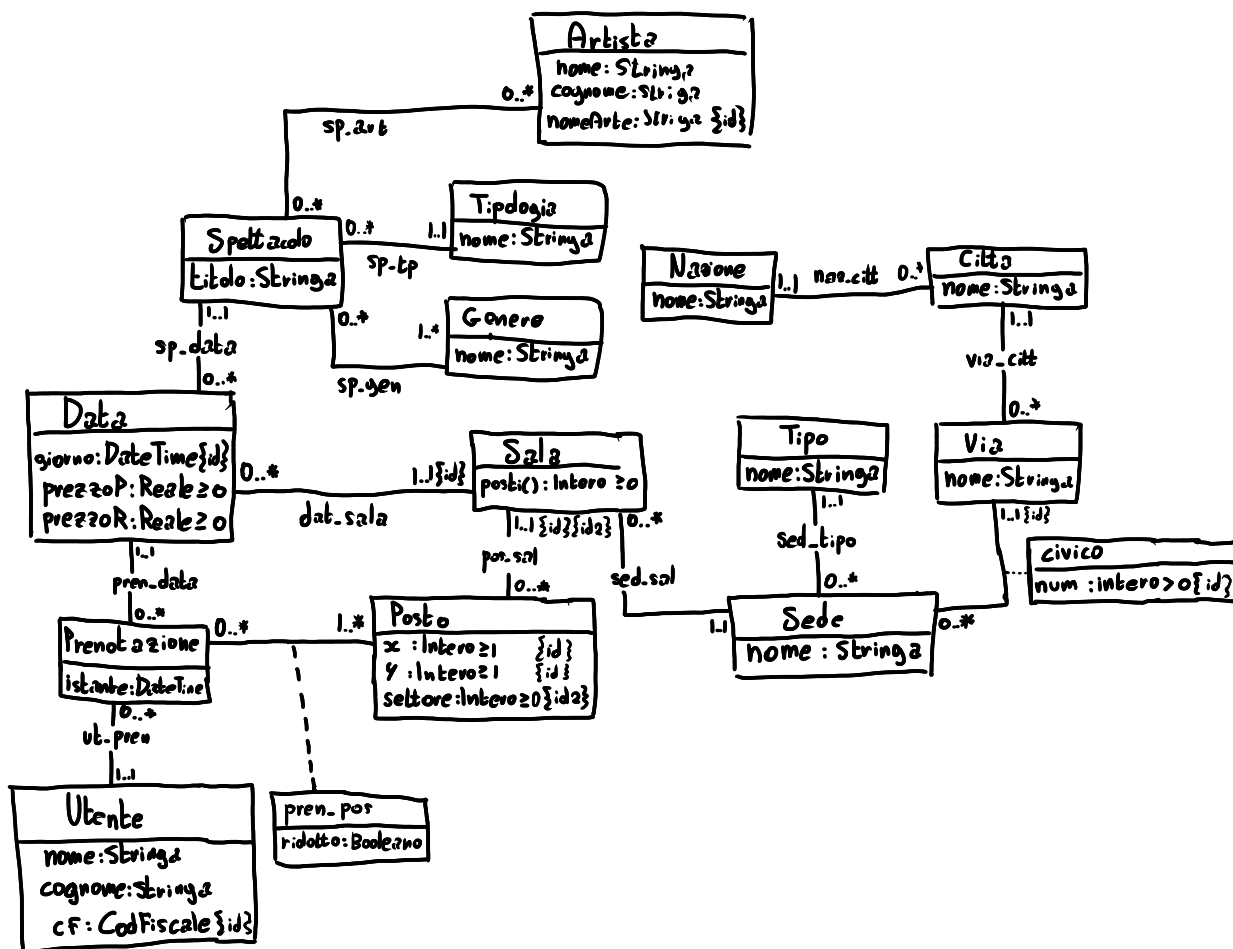 Artista
nome: Stringa
cognome: Striga
nomeArte: Striga {id}
0..*
sp_art
0..*
Spettacolo
titolo: Stringa
0..*
1..1
sp_tp
Tipologia
nome: Stringa
0..*
1..*
sp_gen
Genere
nome: Stringa
1..1
sp_data
0..*
Nazione
nome: Stringa
1..1
naz_citt
0..*
Citta
nome: Stringa
1..1
via_citt
0..*
Data
giorno: DateTime {id}
prezzoP: Reale ≥ 0
prezzoR: Reale ≥ 0
0..*
1..1 {id}
dat_sala
Sala
posti(): Intero ≥ 0
Tipo
nome: Stringa
1..1
sed_tipo
0..*
Via
nome: Stringa
1..1 {id}
civico
num : intero > 0 {id}
1..1 {id} {id2}
pos_sal
0..*
0..*
sed_sal
1..1
Sede
nome : Stringa
0..*
1..1
pren_data
0..*
Prenotazione
istante: DateTime
0..*
1..*
Posto
x : Intero ≥ 1 {id}
y : Intero ≥ 1 {id}
settore: Intero ≥ 0 {id2}
0..*
ut_pren
1..1
Utente
nome: Stringa
cognome: Stringa
cf: CodFiscale {id}
pren_pos
ridotto: Booleano